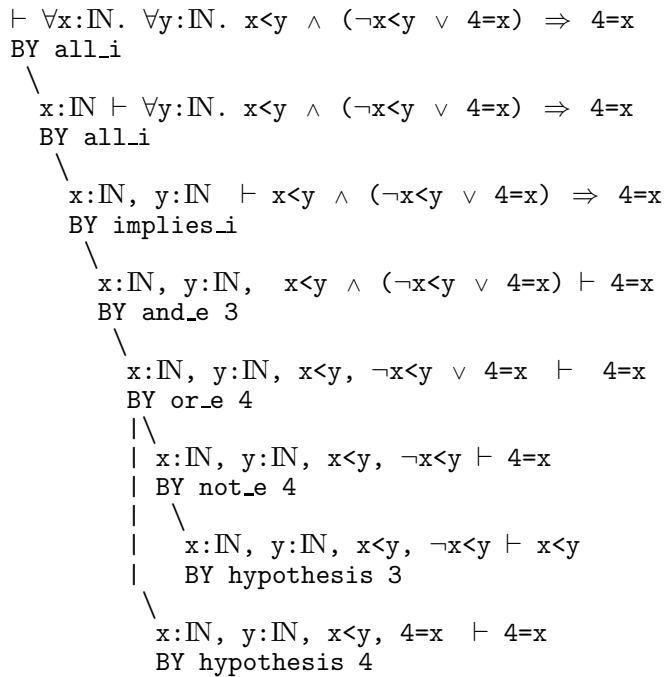 ⊢ ∀x:ℕ. ∀y:ℕ. x<y ∧ (¬x<y ∨ 4=x) ⇒ 4=x
BY all_i
\
x:ℕ ⊢ ∀y:ℕ. x<y ∧ (¬x<y ∨ 4=x) ⇒ 4=x
BY all_i
\
x:ℕ, y:ℕ ⊢ x<y ∧ (¬x<y ∨ 4=x) ⇒ 4=x
BY implies_i
\
x:ℕ, y:ℕ, x<y ∧ (¬x<y ∨ 4=x) ⊢ 4=x
BY and_e 3
\
x:ℕ, y:ℕ, x<y, ¬x<y ∨ 4=x ⊢ 4=x
BY or_e 4
|\
| x:ℕ, y:ℕ, x<y, ¬x<y ⊢ 4=x
| BY not_e 4
| \
| x:ℕ, y:ℕ, x<y, ¬x<y ⊢ x<y
| BY hypothesis 3
\
x:ℕ, y:ℕ, x<y, 4=x ⊢ 4=x
BY hypothesis 4